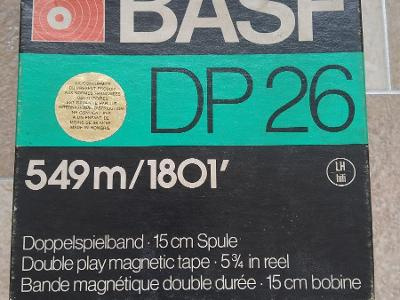 BASF
DP 26
549m/1801'
LH
hifi
Doppelspielband · 15 cm Spule
Double play magnetic tape · 5¾ in reel
Bande magnétique double durée · 15 cm bobine